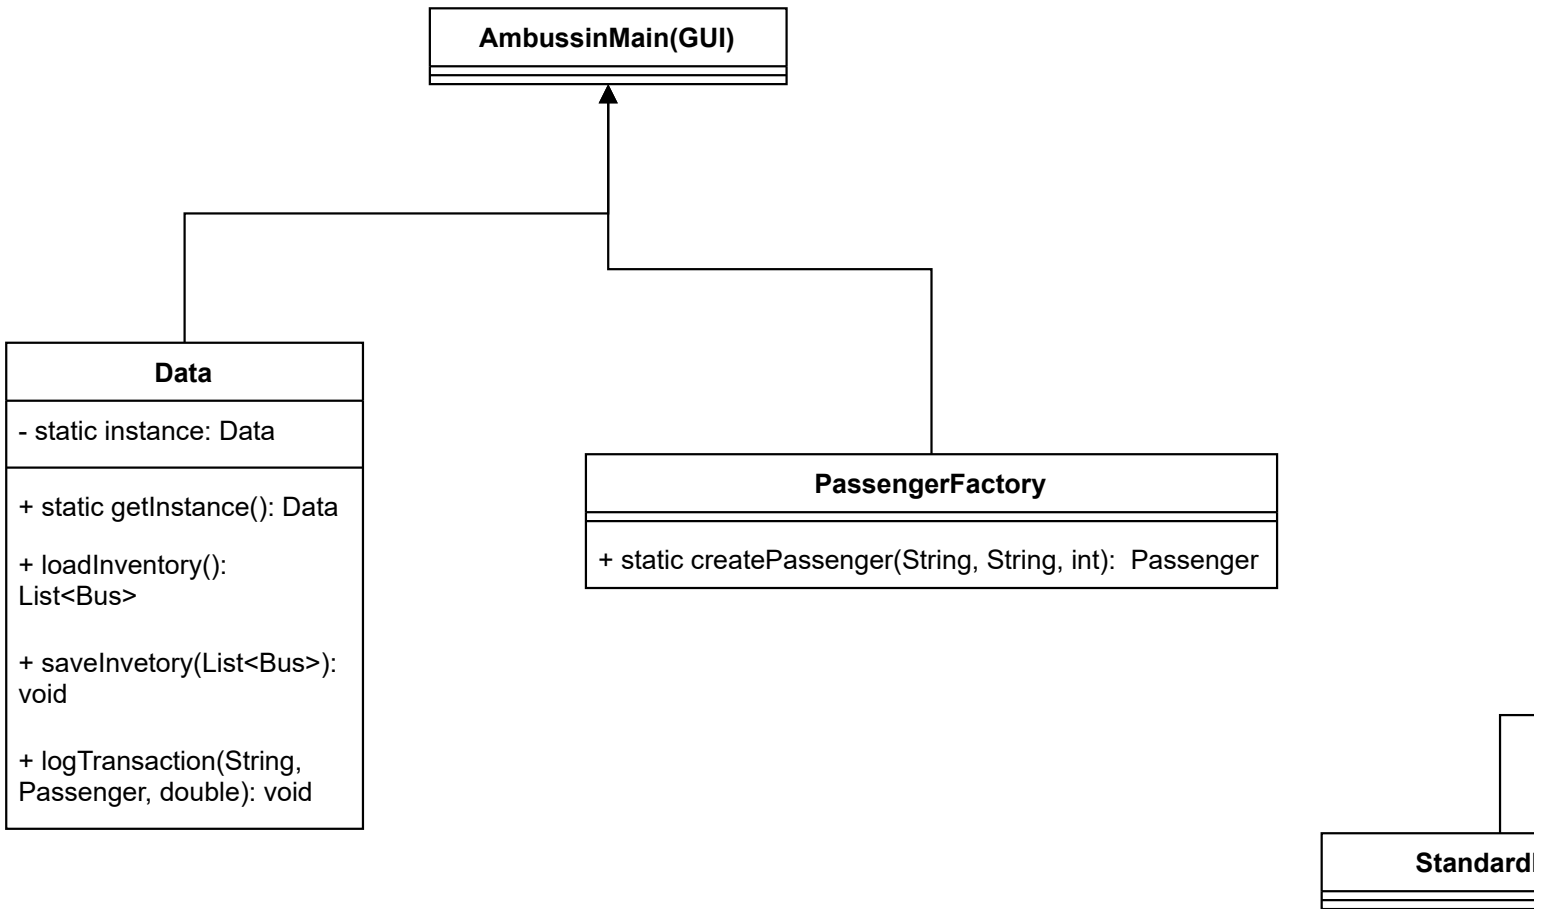 AmbussinMain(GUI)
Data
- static instance: Data
+ static getInstance(): Data
+ loadInventory():
List<Bus>
+ saveInvetory(List<Bus>):
void
+ logTransaction(String,
Passenger, double): void
PassengerFactory
+ static createPassenger(String, String, int):  Passenger
Standard